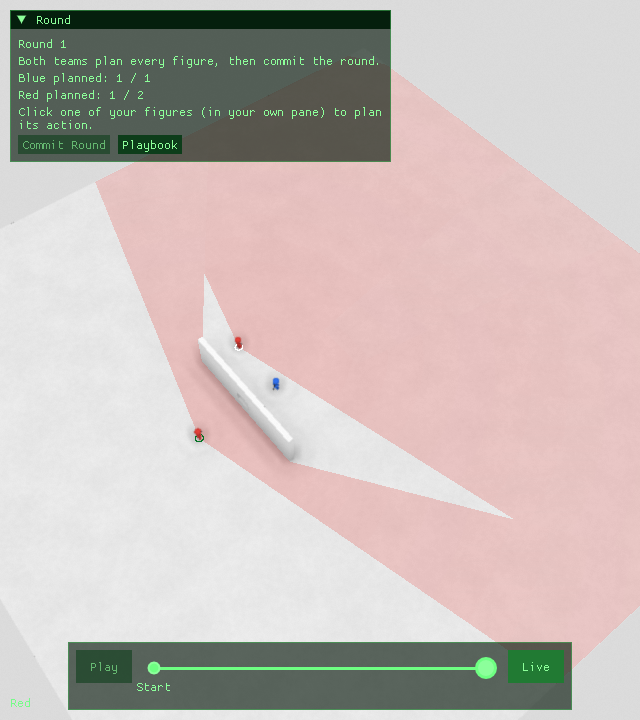 Round
Round 1
Both teams plan every figure, then commit the round.
Blue planned: 1 / 1
Red planned: 1 / 2
Click one of your figures (in your own pane) to plan
its action.
Commit Round
Playbook
Play
Start
Live
Red